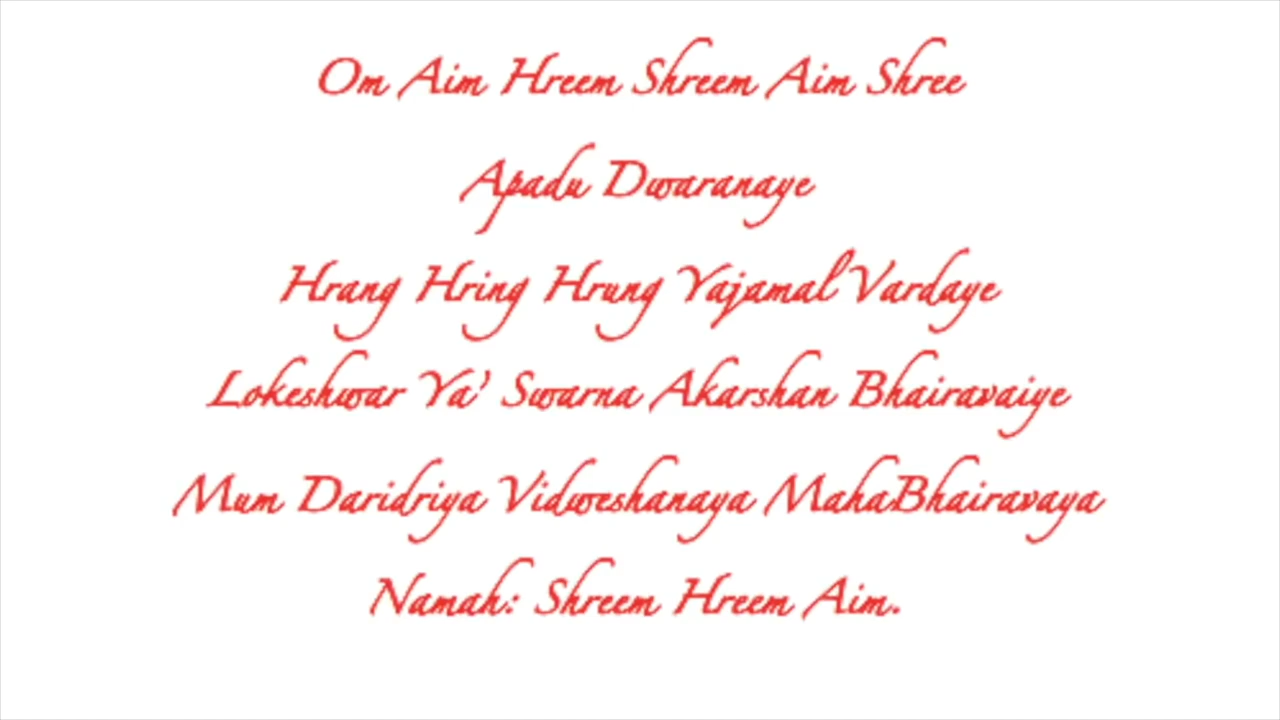 Om Aim Hreem Shreem Aim Shree
Apadu Dwaranaye
Hrang Hring Hrung Yajamal Vardaye
Lokeshwar Ya' Swarna Akarshan Bhairavaiye
Mum Daridriya Vidweshanaya MahaBhairavaya
Namah: Shreem Hreem Aim.